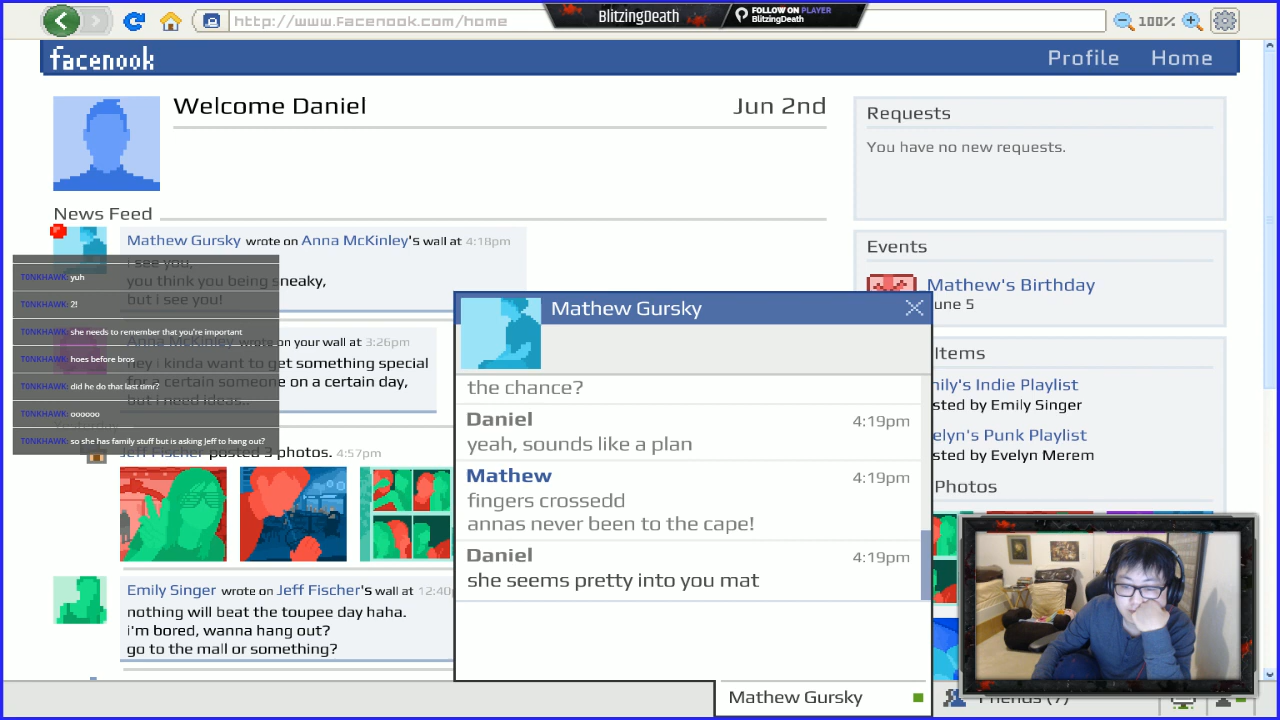 http://www.facenook.com/home
BlitzingDeath
FOLLOW ON PLAYER
BlitzingDeath
100%
facenook
Profile
Home
Welcome Daniel
Jun 2nd
News Feed
Mathew Gursky wrote on Anna McKinley's wall at 4:18pm
i see you,
you think you being sneaky,
but i see you!
Anna McKinley wrote on your wall at 3:26pm
hey i kinda want to get something special
for a certain someone on a certain day,
but i need ideas..
Yesterday
Jeff Fischer posted 3 photos. 4:57pm
Emily Singer wrote on Jeff Fischer's wall at 12:40
nothing will beat the toupee day haha.
i'm bored, wanna hang out?
go to the mall or something?
T0NKHAWK: yuh
T0NKHAWK: 2!
T0NKHAWK: she needs to remember that you're important
T0NKHAWK: hoes before bros
T0NKHAWK: did he do that last timr?
T0NKHAWK: oooooo
T0NKHAWK: so she has family stuff but is asking Jeff to hang out?
Mathew Gursky
the chance?
Daniel
4:19pm
yeah, sounds like a plan
Mathew
4:19pm
fingers crossedd
annas never been to the cape!
Daniel
4:19pm
she seems pretty into you mat
Requests
You have no new requests.
Events
Mathew's Birthday
June 5
Items
ily's Indie Playlist
sted by Emily Singer
elyn's Punk Playlist
sted by Evelyn Merem
Photos
Mathew Gursky
Friends (7)